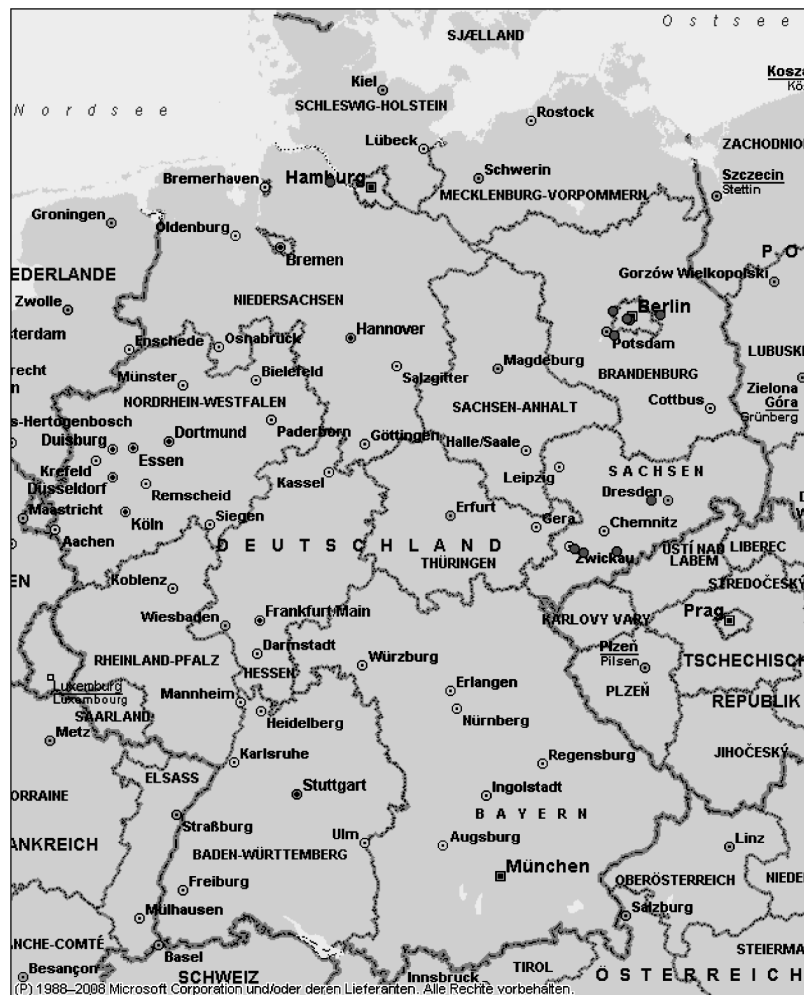 Ostsee
SJÆLLAND
Kiel
SCHLESWIG-HOLSTEIN
Nordsee
Rostock
Lübeck
ZACHODNIO
Bremerhaven
Hamburg
Schwerin
MECKLENBURG-VORPOMMERN
Szczecin
Stettin
Groningen
Oldenburg
Bremen
PO
EDERLANDE
Gorzów Wielkopolski
Zwolle
NIEDERSACHSEN
Berlin
sterdam
Enschede
Osnabrück
Hannover
Potsdam
LUBUSKI
recht
Münster
Bielefeld
Salzgitter
Magdeburg
BRANDENBURG
Zielona
Góra
Grünberg
NORDRHEIN-WESTFALEN
SACHSEN-ANHALT
Cottbus
s-Hertogenbosch
Duisburg
Dortmund
Paderborn
Göttingen
Halle/Saale
Essen
Krefeld
Kassel
Leipzig
SACHSEN
Düsseldorf
Remscheid
Dresden
Maastricht
Köln
Siegen
Erfurt
Gera
Chemnitz
Aachen
DEUTSCHLAND
THÜRINGEN
Zwickau
ÚSTÍ NAD
LABEM
LIBEREC
EN
Koblenz
STŘEDOČESKÝ
Wiesbaden
Frankfurt/Main
KARLOVY VARY
Prag
Darmstadt
RHEINLAND-PFALZ
HESSEN
Würzburg
Plzeň
Pilsen
TSCHECHISCH
Luxemburg
Luxembourg
Mannheim
Erlangen
PLZEŇ
REPUBLIK
SAARLAND
Heidelberg
Nürnberg
Metz
Karlsruhe
Regensburg
JIHOČESKÝ
ELSASS
Stuttgart
Ingolstadt
ORRAINE
BAYERN
Straßburg
ANKREICH
Ulm
Augsburg
Linz
BADEN-WÜRTTEMBERG
München
Freiburg
OBERÖSTERREICH
NIEDE
Mülhausen
Salzburg
ANCHE-COMTÉ
Basel
STEIERMA
Besançon
SCHWEIZ
Innsbruck
TIROL
ÖSTERREICH
(P) 1988–2008 Microsoft Corporation und/oder deren Lieferanten. Alle Rechte vorbehalten.